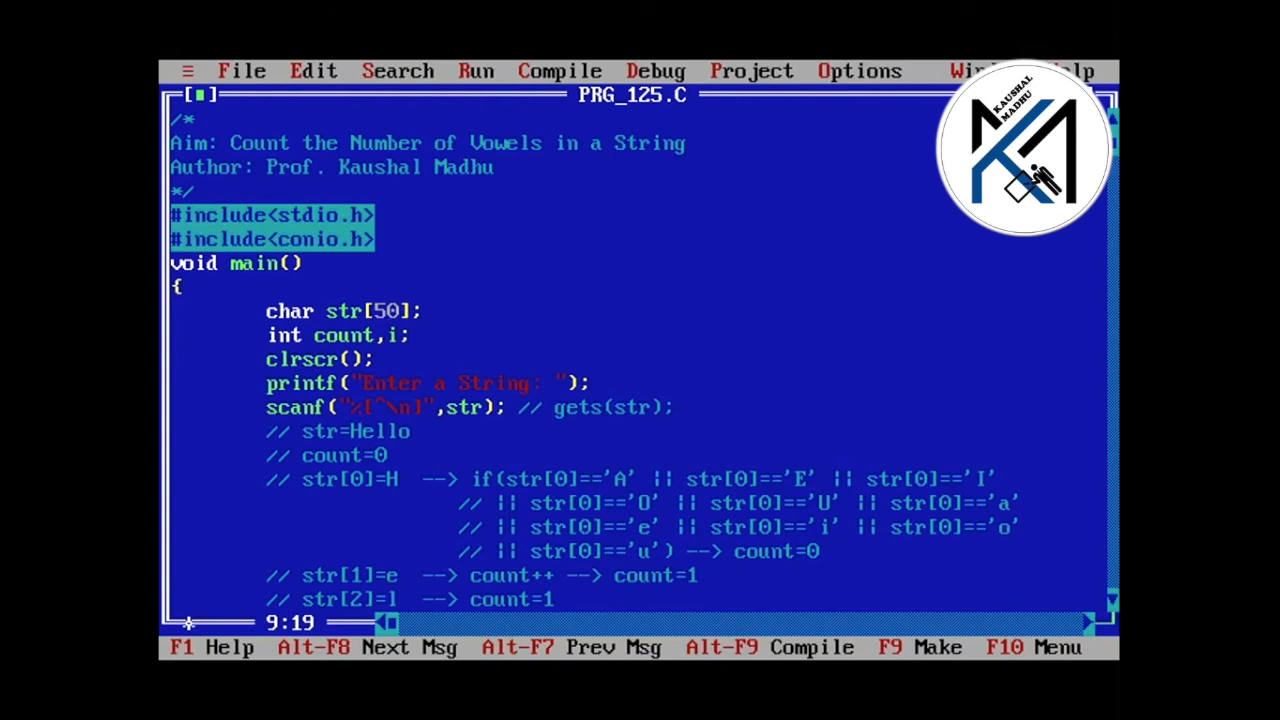 ≡ File Edit Search Run Compile Debug Project Options
KAUSHAL
MADHU
[■] PRG_125.C
/*
Aim: Count the Number of Vowels in a String
Author: Prof. Kaushal Madhu
*/
#include<stdio.h>
#include<conio.h>
void main()
{
char str[50];
int count,i;
clrscr();
printf("Enter a String: ");
scanf("%[^\n]",str); // gets(str);
// str=Hello
// count=0
// str[0]=H --> if(str[0]=='A' || str[0]=='E' || str[0]=='I'
// || str[0]=='O' || str[0]=='U' || str[0]=='a'
// || str[0]=='e' || str[0]=='i' || str[0]=='o'
// || str[0]=='u') --> count=0
// str[1]=e --> count++ --> count=1
// str[2]=l --> count=1
9:19
F1 Help Alt-F8 Next Msg Alt-F7 Prev Msg Alt-F9 Compile F9 Make F10 Menu